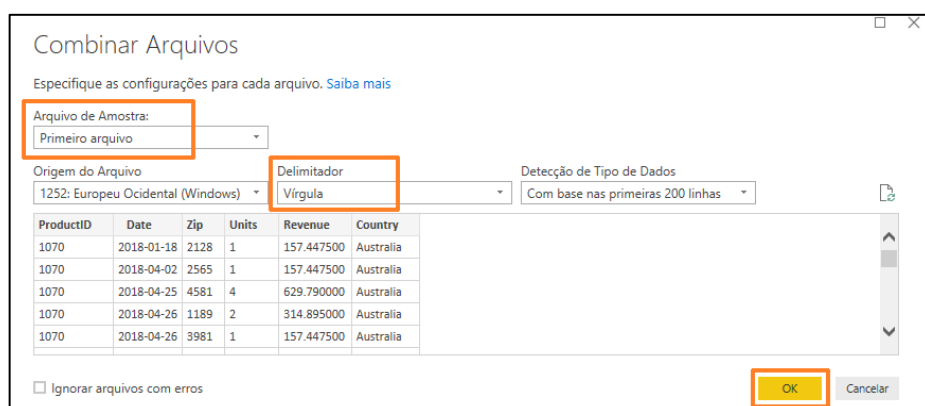 Combinar Arquivos
Especifique as configurações para cada arquivo. Saiba mais
Arquivo de Amostra:
Primeiro arquivo
Origem do Arquivo Delimitador Detecção de Tipo de Dados
1252: Europeu Ocidental (Windows) Vírgula Com base nas primeiras 200 linhas
ProductID Date Zip Units Revenue Country
1070 2018-01-18 2128 1 157.447500 Australia
1070 2018-04-02 2565 1 157.447500 Australia
1070 2018-04-25 4581 4 629.790000 Australia
1070 2018-04-26 1189 2 314.895000 Australia
1070 2018-04-26 3981 1 157.447500 Australia
Ignorar arquivos com erros OK Cancelar